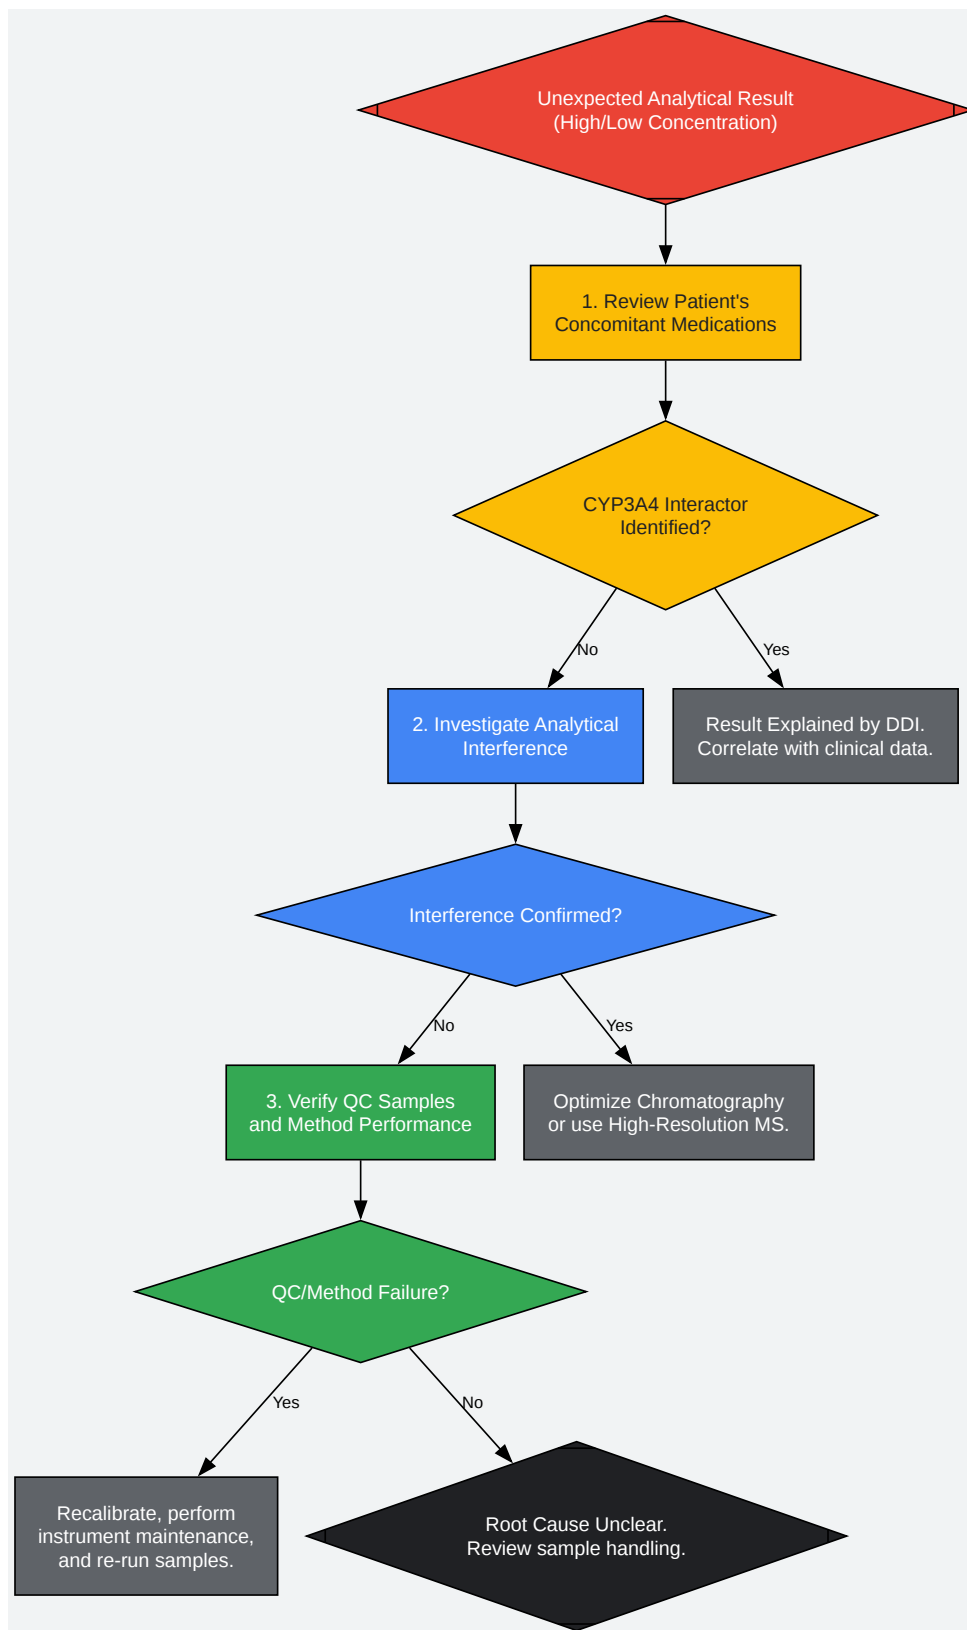 Unexpected Analytical Result
(High/Low Concentration)
1. Review Patient's
Concomitant Medications
CYP3A4 Interactor
Identified?
No
Yes
2. Investigate Analytical
Interference
Result Explained by DDI.
Correlate with clinical data.
Interference Confirmed?
No
Yes
3. Verify QC Samples
and Method Performance
Optimize Chromatography
or use High-Resolution MS.
QC/Method Failure?
Yes
No
Recalibrate, perform
instrument maintenance,
and re-run samples.
Root Cause Unclear.
Review sample handling.